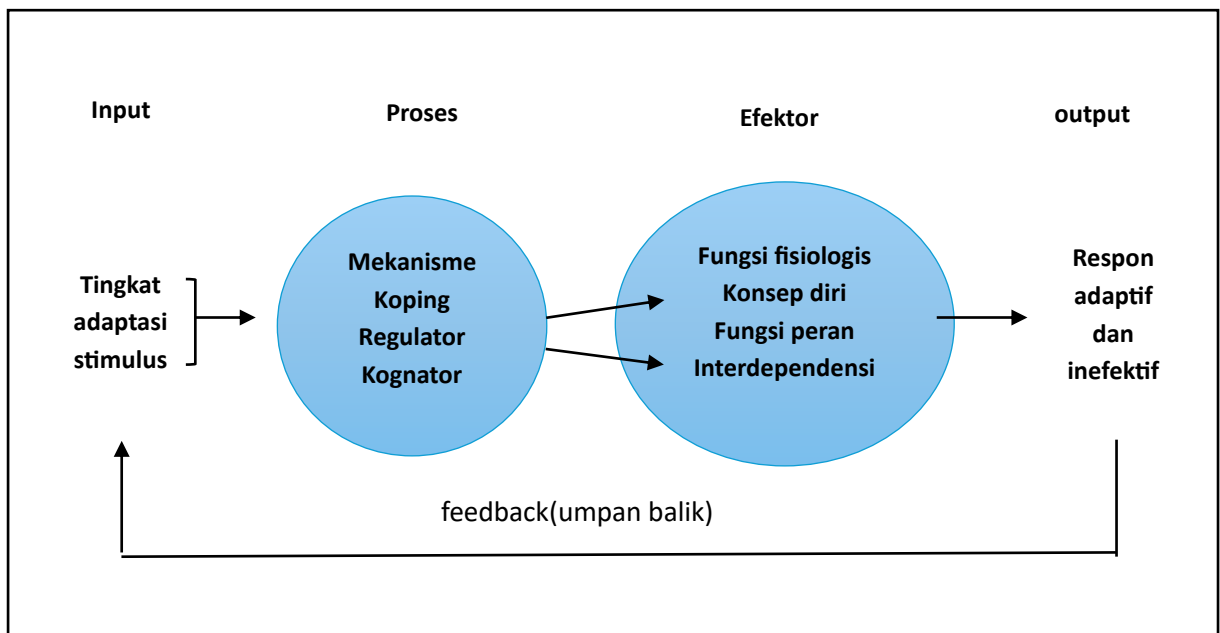 Input
Proses
Efektor
output
Tingkat
adaptasi
stimulus
Mekanisme
Koping
Regulator
Kognator
Fungsi fisiologis
Konsep diri
Fungsi peran
Interdependensi
Respon
adaptif
dan
inefektif
feedback(umpan balik)